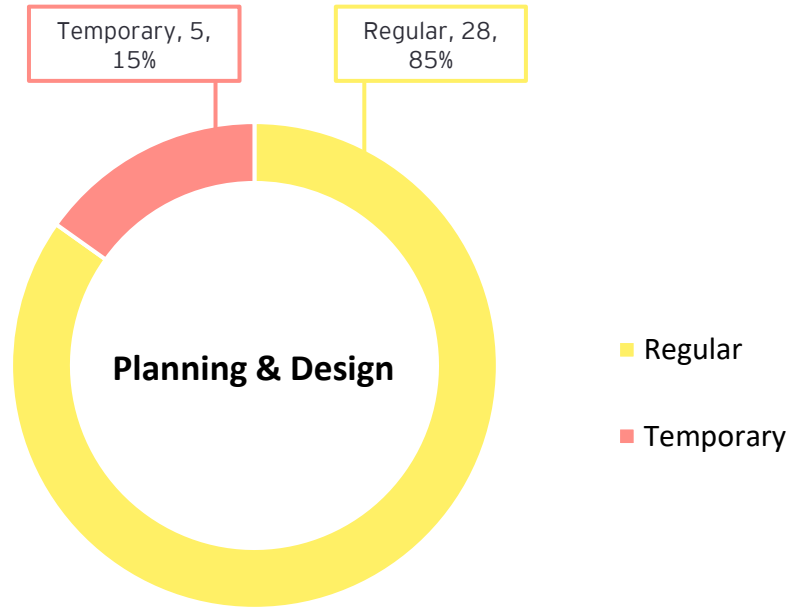 Temporary, 5,
15%
Regular, 28,
85%
Planning & Design
Regular
Temporary